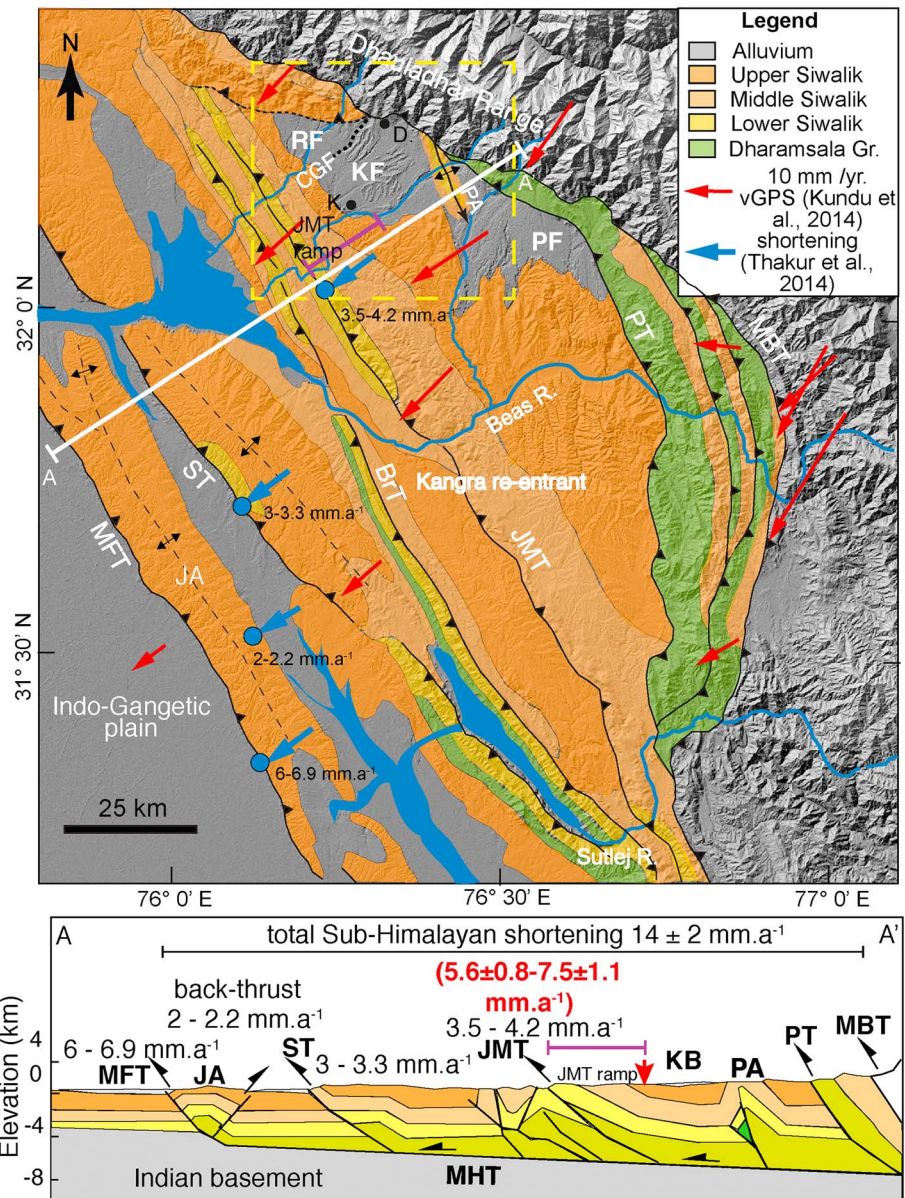 N
Dhauladhar Range
Legend
Alluvium
Upper Siwalik
Middle Siwalik
Lower Siwalik
Dharamsala Gr.
10 mm /yr.
vGPS (Kundu et
al., 2014)
shortening
(Thakur et al.,
2014)
RF
CGF
KF
D.
K.
PA
A'
PF
JMT
ramp
3.5-4.2 mm.a-1
PT
MBT
32° 0' N
Beas R.
A
ST
BrT
Kangra re-entrant
3-3.3 mm.a-1
MFT
JMT
JA
2-2.2 mm.a-1
31° 30' N
Indo-Gangetic
plain
6-6.9 mm.a-1
25 km
Sutlej R
76° 0' E
76° 30' E
77° 0' E
A
A'
total Sub-Himalayan shortening 14 ± 2 mm.a-1
(5.6±0.8-7.5±1.1
mm.a-1)
back-thrust
2 - 2.2 mm.a-1
3.5 - 4.2 mm.a-1
6 - 6.9 mm.a-1
ST
3 - 3.3 mm.a-1
JMT
JMT ramp
KB
PA
PT
MBT
MFT
JA
Elevation (km)
4
0
-4
-8
Indian basement
MHT